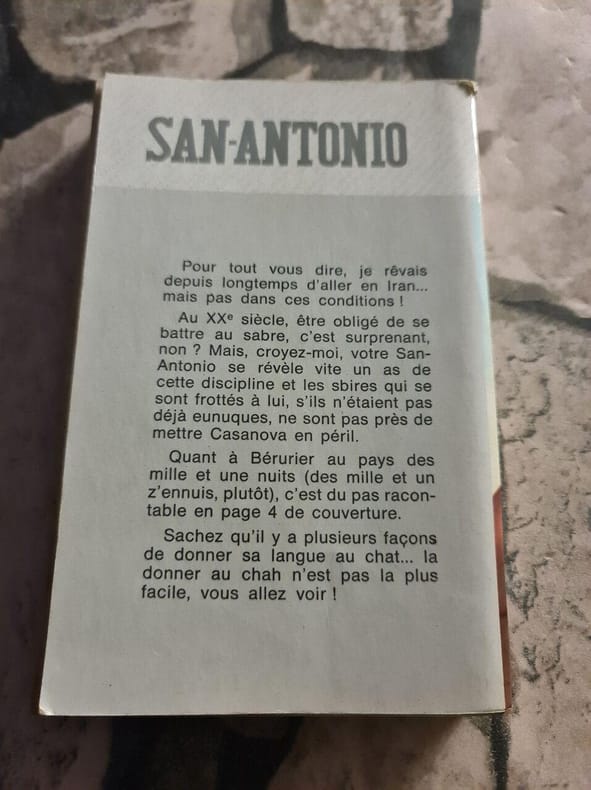 SAN-ANTONIO
Pour tout vous dire, je rêvais
depuis longtemps d'aller en Iran...
mais pas dans ces conditions !
Au XXe siècle, être obligé de se
battre au sabre, c'est surprenant,
non ? Mais, croyez-moi, votre San-
Antonio se révèle vite un as de
cette discipline et les sbires qui se
sont frottés à lui, s'ils n'étaient pas
déjà eunuques, ne sont pas près de
mettre Casanova en péril.
Quant à Bérurier au pays des
mille et une nuits (des mille et un
z'ennuis, plutôt), c'est du pas racon-
table en page 4 de couverture.
Sachez qu'il y a plusieurs façons
de donner sa langue au chat... la
donner au chah n'est pas la plus
facile, vous allez voir !